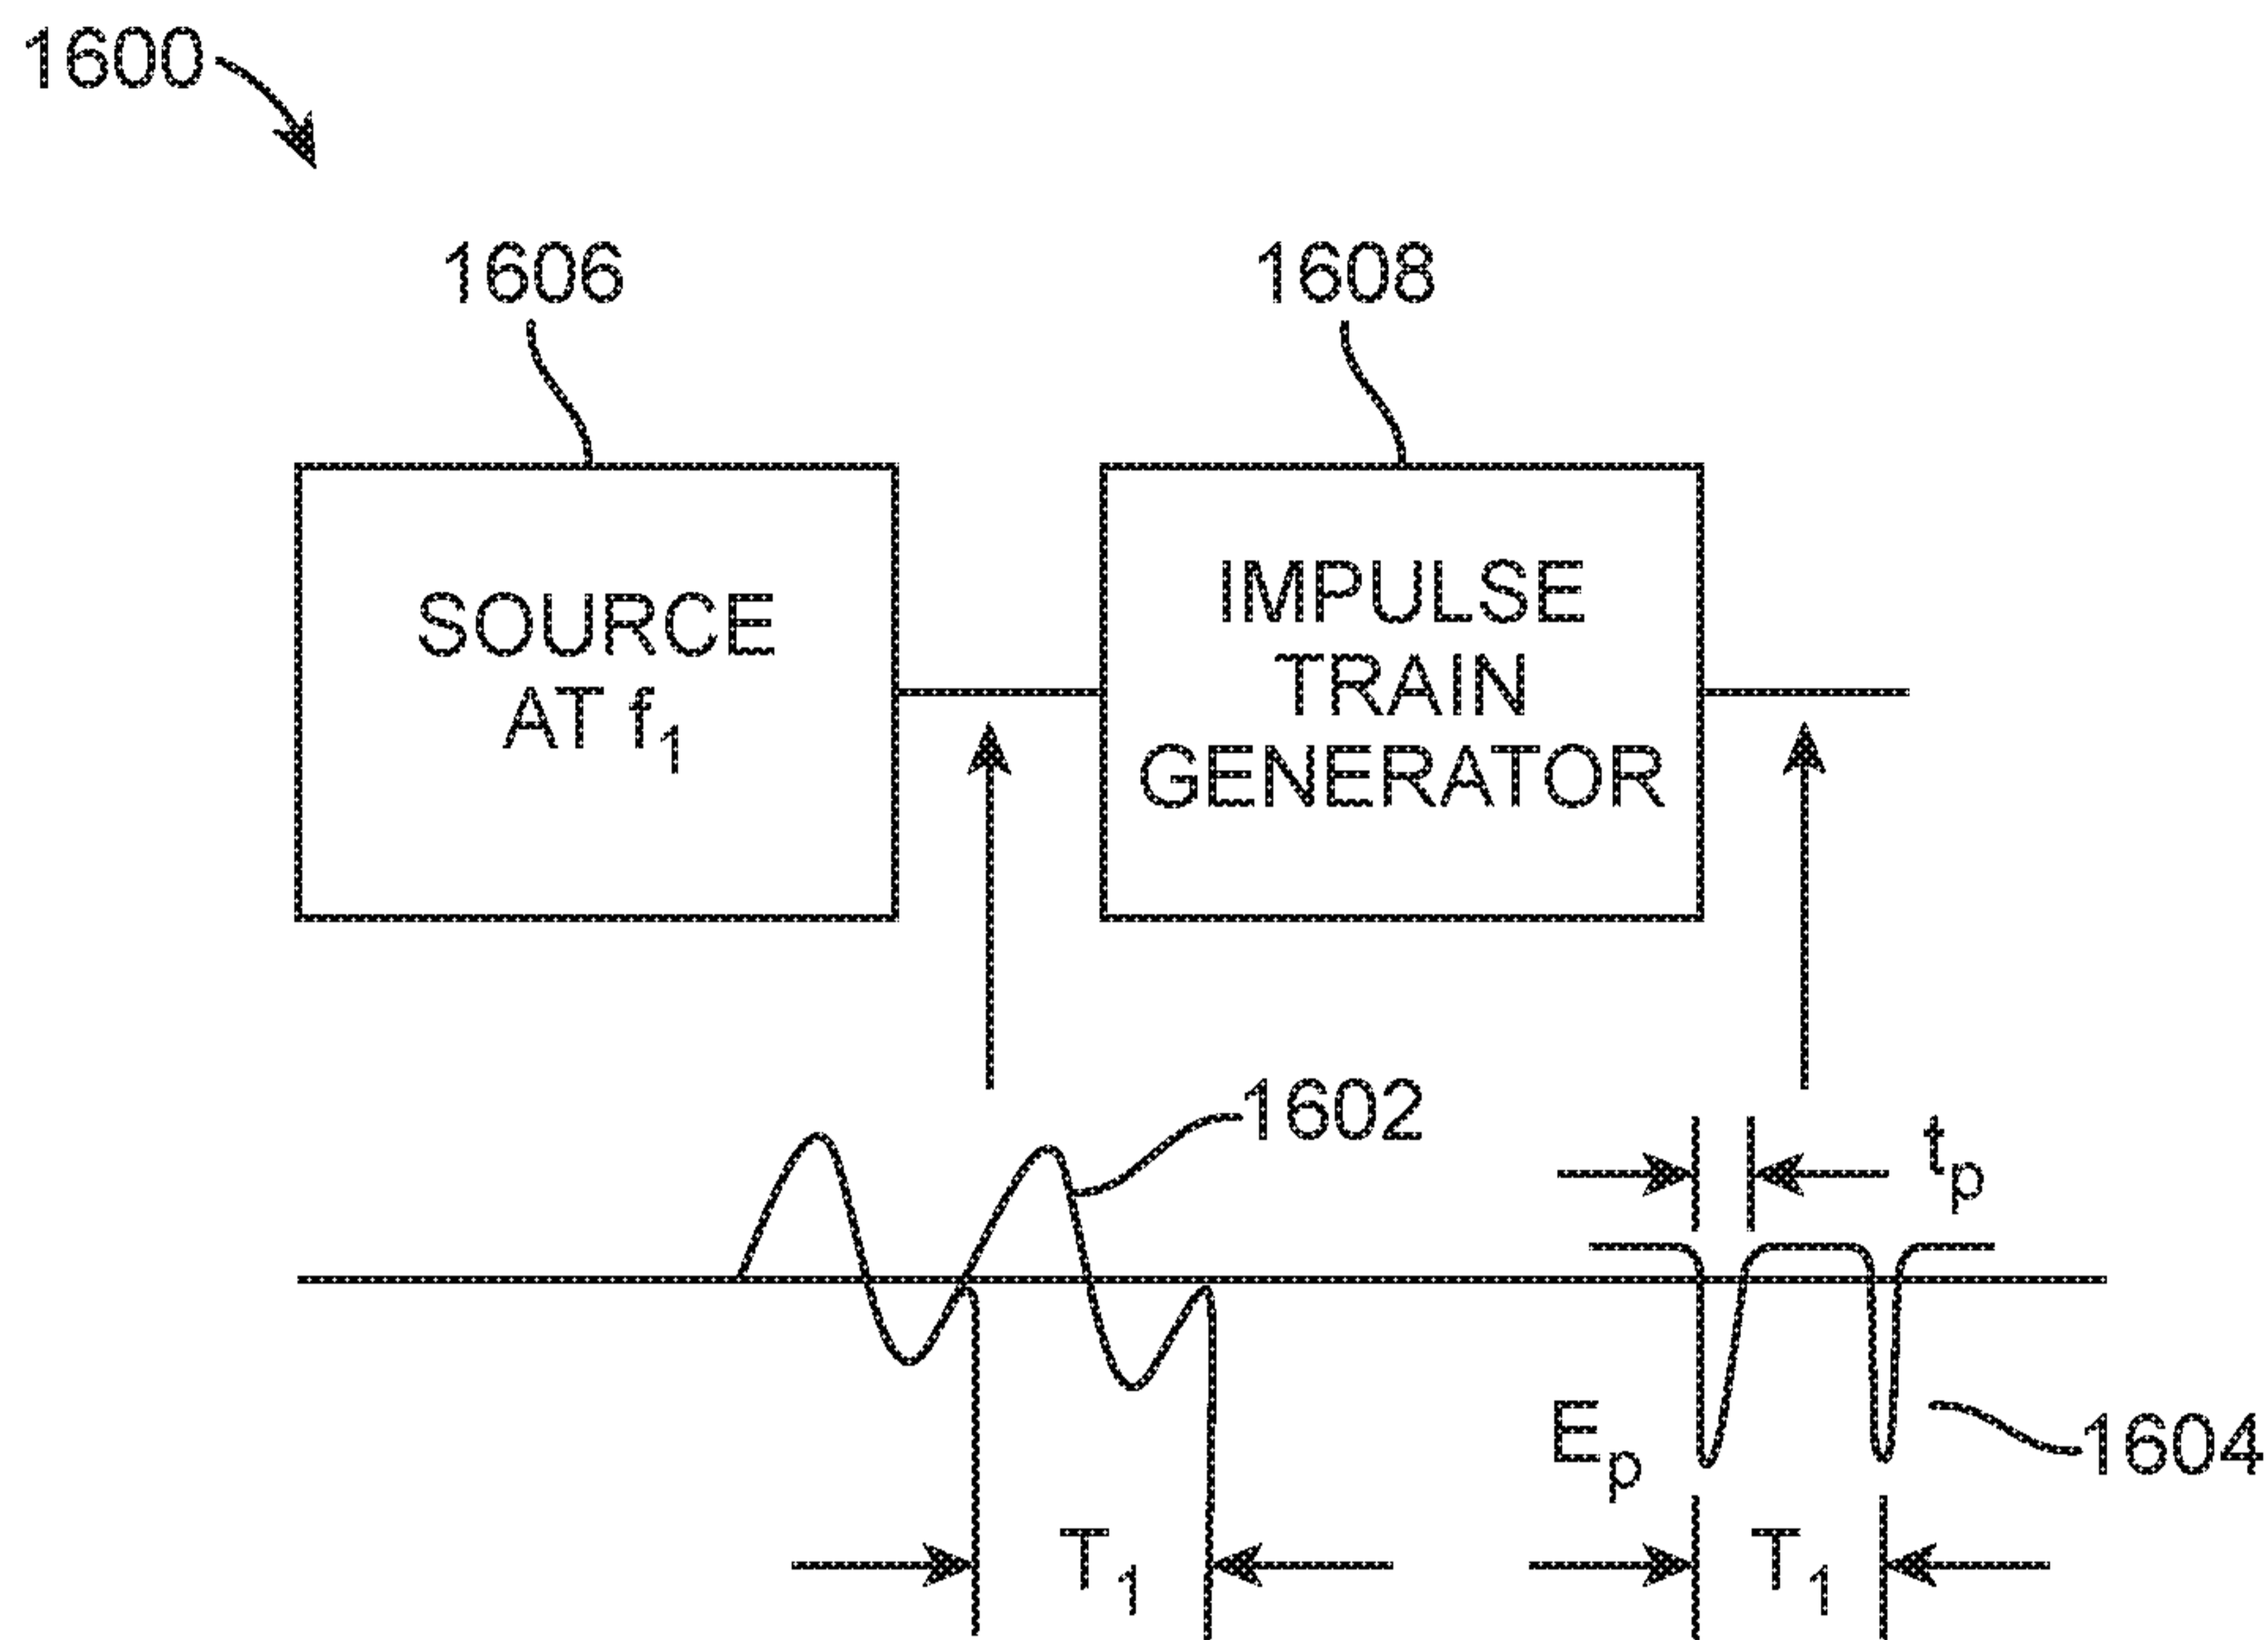 1600
1606
1608
SOURCE
AT f₁
IMPULSE
TRAIN
GENERATOR
1602
tₚ
Eₚ
1604
T₁
T₁